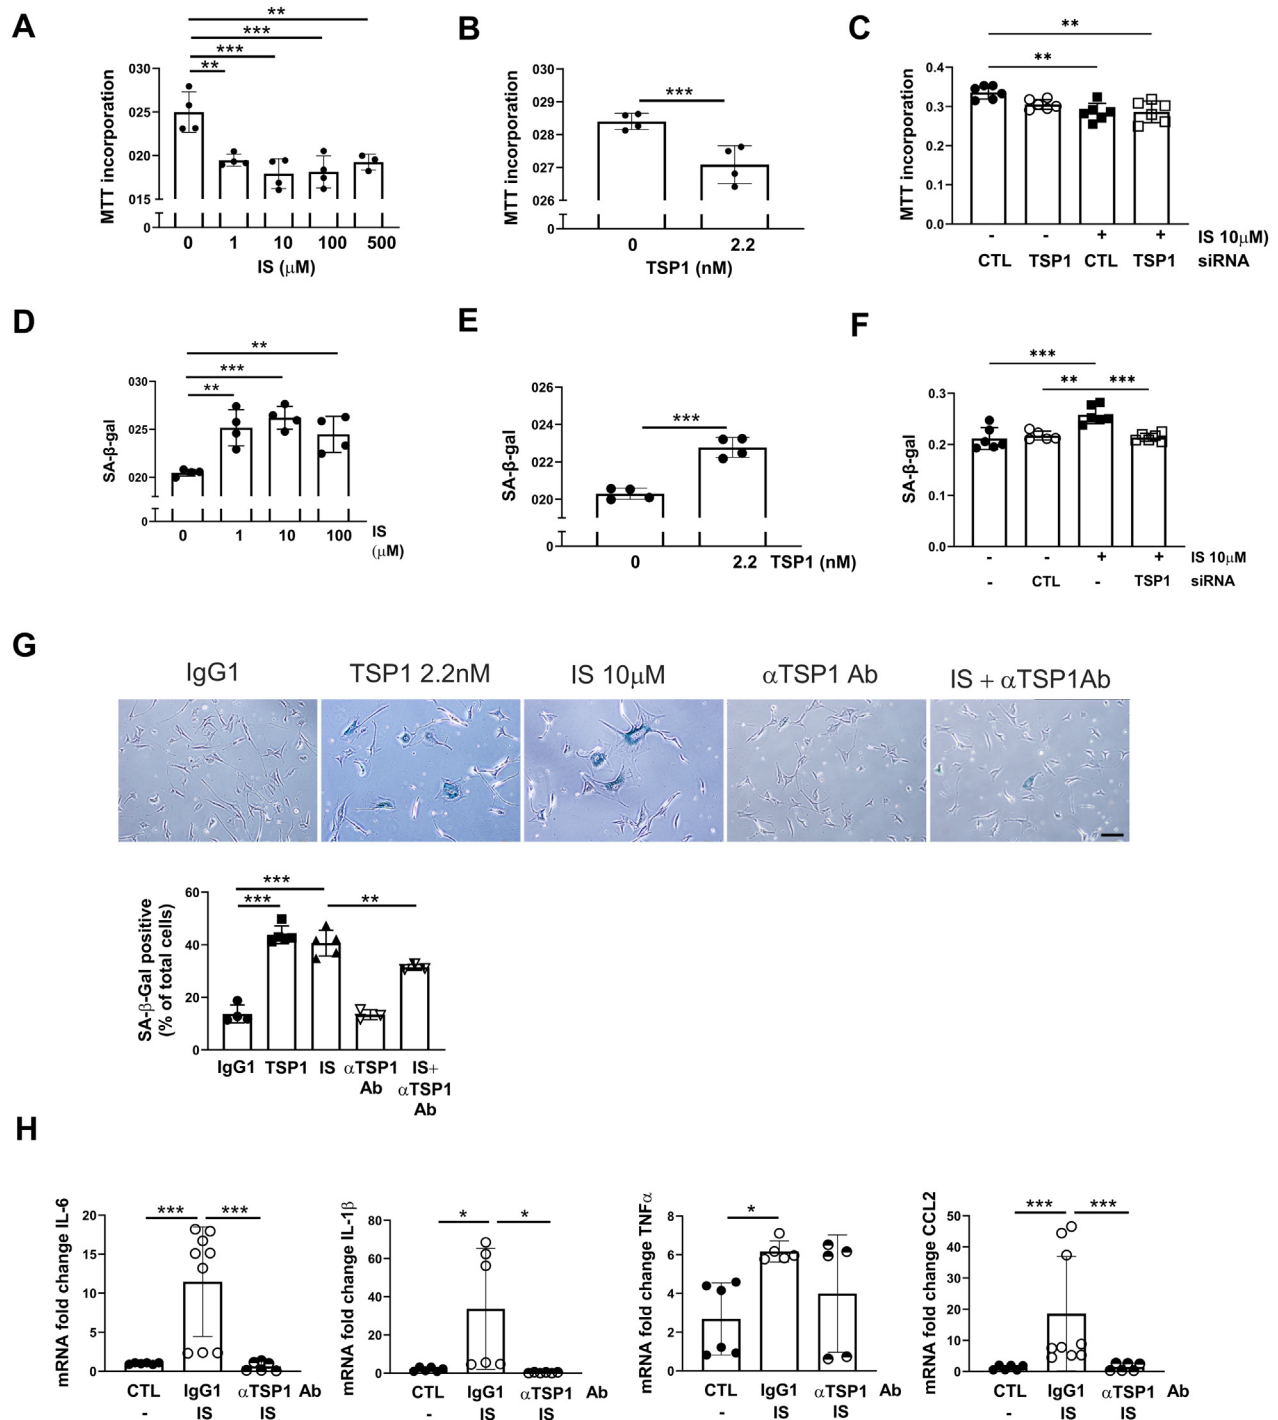 A
**
***
***
**
MTT incorporation
030
025
020
015
0
0 1 10 100 500
IS (μM)
B
***
MTT incorporation
030
029
028
027
026
0
0 2.2
TSP1 (nM)
C
**
**
MTT incorporation
0.4
0.3
0.2
0.1
0.0
- - + + IS 10μM)
CTL TSP1 CTL TSP1 siRNA
D
**
***
**
SA-β-gal
030
025
020
0
0 1 10 100 IS
(μM)
E
***
SA-β-gal
026
024
022
020
0
0 2.2 TSP1 (nM)
F
***
** ***
SA-β-gal
0.3
0.2
0.1
0.0
- - + + IS 10μM
- CTL - TSP1 siRNA
G
IgG1 TSP1 2.2nM IS 10μM αTSP1 Ab IS + αTSP1Ab
***
*** **
SA-β-Gal positive
(% of total cells)
60
40
20
0
IgG1 TSP1 IS αTSP1 IS+
Ab αTSP1
Ab
H
mRNA fold change IL-6
*** ***
20
15
10
5
0
CTL IgG1 αTSP1 Ab
- IS IS
mRNA fold change IL-1β
* *
80
60
40
20
0
CTL IgG1 αTSP1 Ab
- IS IS
mRNA fold change TNFα
*
8
6
4
2
0
CTL IgG1 αTSP1 Ab
- IS IS
mRNA fold change CCL2
*** ***
50
40
30
20
10
0
CTL IgG1 αTSP1 Ab
- IS IS